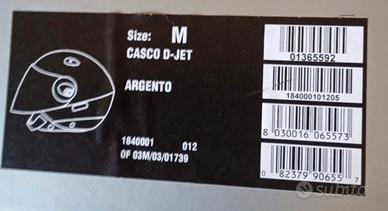 Size: M
CASCO D-JET
ARGENTO
1840001 012
OF 03M/03/01739
01365592
184000101205
8 030016 065573
0 82379 90655 7
subito